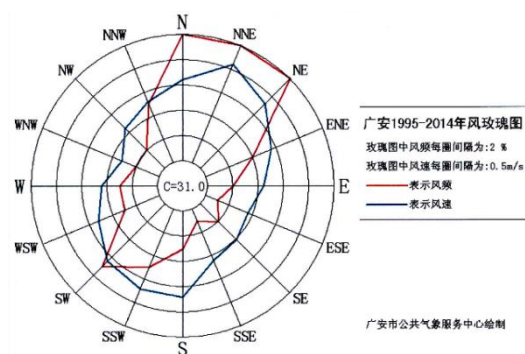 N
NNW
NNE
NW
NE
WNW
ENE
广安1995-2014年风玫瑰图
玫瑰图中风频每圈间隔为:2 %
玫瑰图中风速每圈间隔为:0.5m/s
W
C=31.0
E
表示风频
表示风速
WSW
ESE
SW
SE
SSW
SSE
S
广安市公共气象服务中心绘制